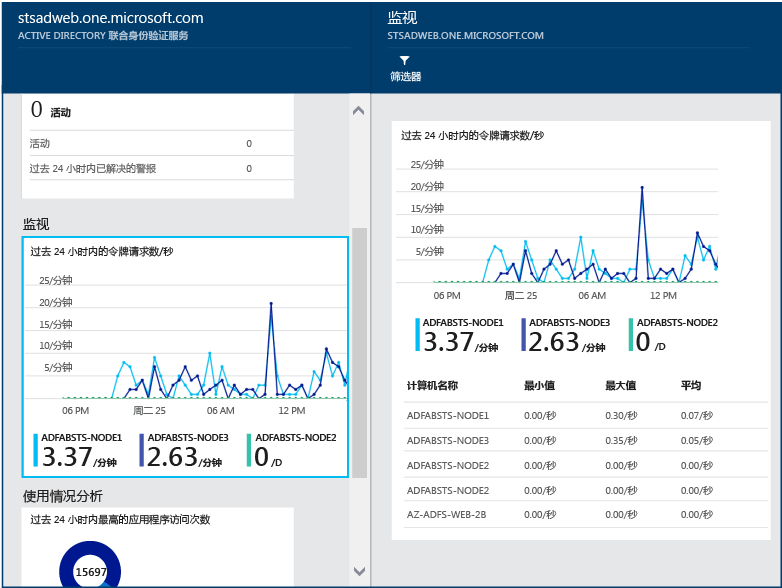 stsadweb.one.microsoft.com
ACTIVE DIRECTORY 联合身份验证服务
0 活动
活动 0
过去 24 小时内已解决的警报 0
监视
过去 24 小时内的令牌请求数/秒
25/分钟
20/分钟
15/分钟
10/分钟
5/分钟
06 PM 周二 25 06 AM 12 PM
ADFABSTS-NODE1 ADFABSTS-NODE3 ADFABSTS-NODE2
3.37 /分钟 2.63 /分钟 0 /D
使用情况分析
过去 24 小时内最高的应用程序访问次数
15697
监视
STSADWEB.ONE.MICROSOFT.COM
筛选器
过去 24 小时内的令牌请求数/秒
25/分钟
20/分钟
15/分钟
10/分钟
5/分钟
06 PM 周二 25 06 AM 12 PM
ADFABSTS-NODE1 ADFABSTS-NODE3 ADFABSTS-NODE2
3.37 /分钟 2.63 /分钟 0 /D
计算机名称 最小值 最大值 平均
ADFABSTS-NODE1 0.00/秒 0.30/秒 0.07/秒
ADFABSTS-NODE3 0.00/秒 0.35/秒 0.05/秒
ADFABSTS-NODE2 0.00/秒 0.00/秒 0.00/秒
ADFABSTS-NODE2 0.00/秒 0.00/秒 0.00/秒
AZ-ADFS-WEB-2B 0.00/秒 0.00/秒 0.00/秒